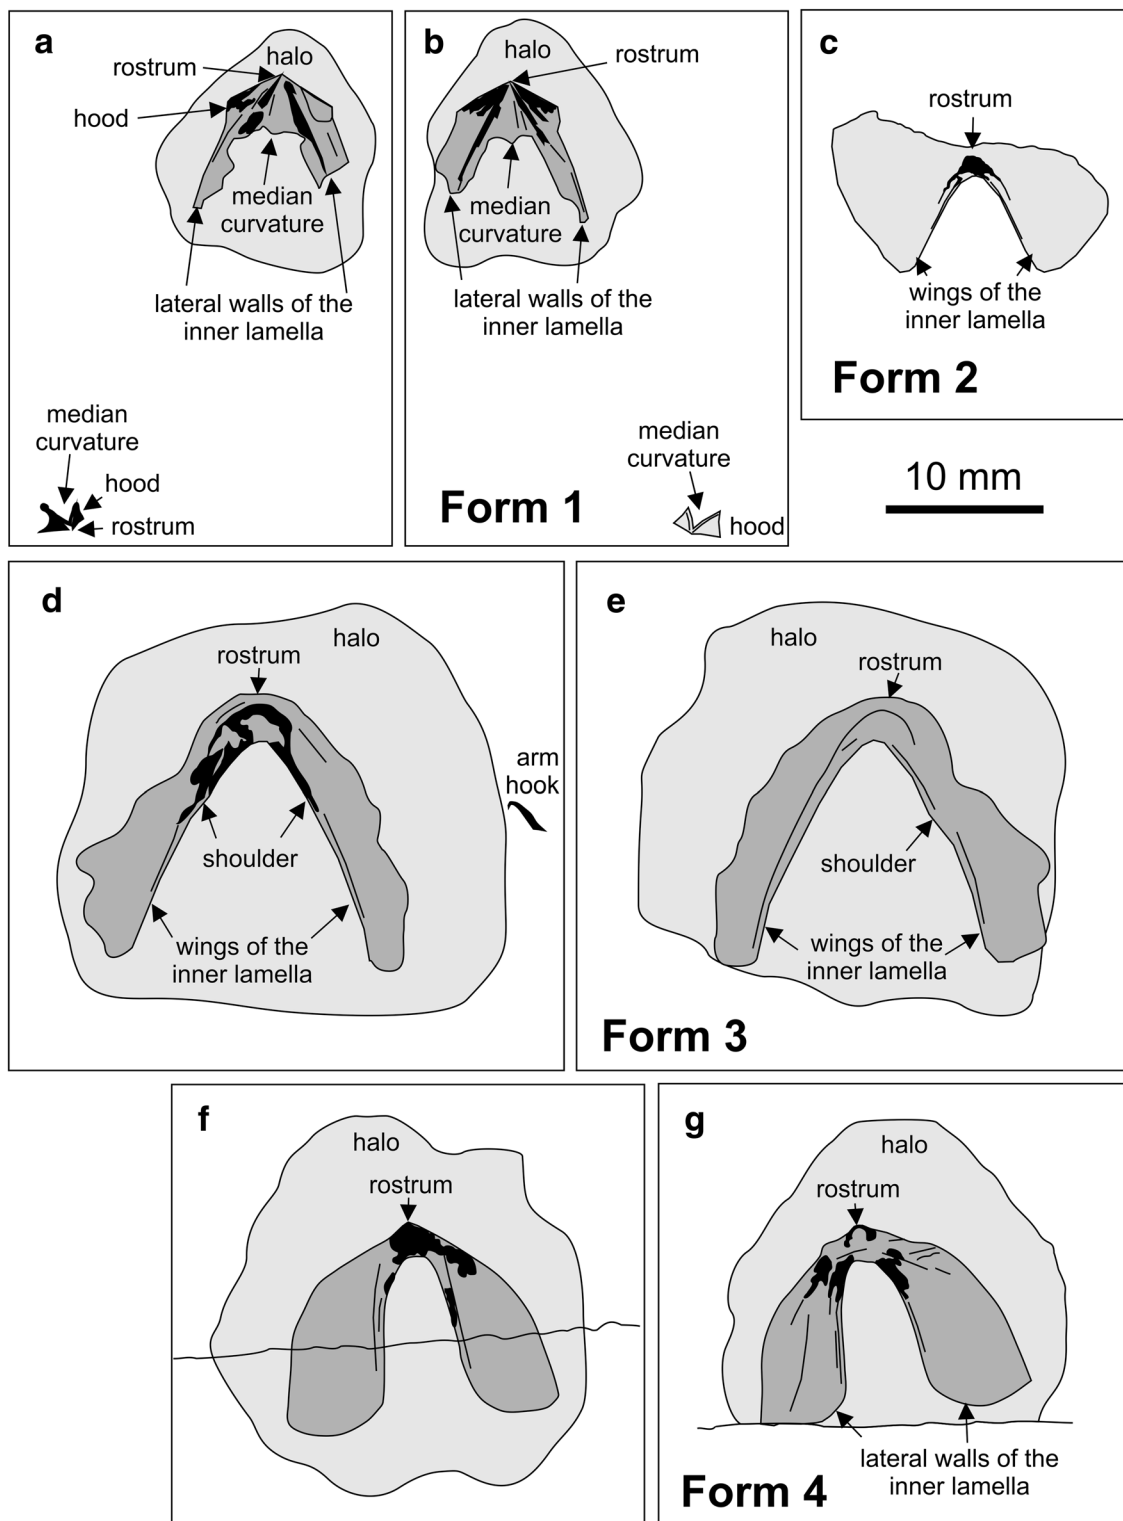 a
halo
rostrum
hood
median
curvature
lateral walls of the
inner lamella
median
curvature
hood
rostrum
b
halo
rostrum
median
curvature
lateral walls of the
inner lamella
median
curvature
hood
Form 1
c
rostrum
wings of the
inner lamella
Form 2
10 mm
d
halo
rostrum
arm
hook
shoulder
wings of the
inner lamella
e
halo
rostrum
shoulder
wings of the
inner lamella
Form 3
f
halo
rostrum
g
halo
rostrum
lateral walls of the
inner lamella
Form 4